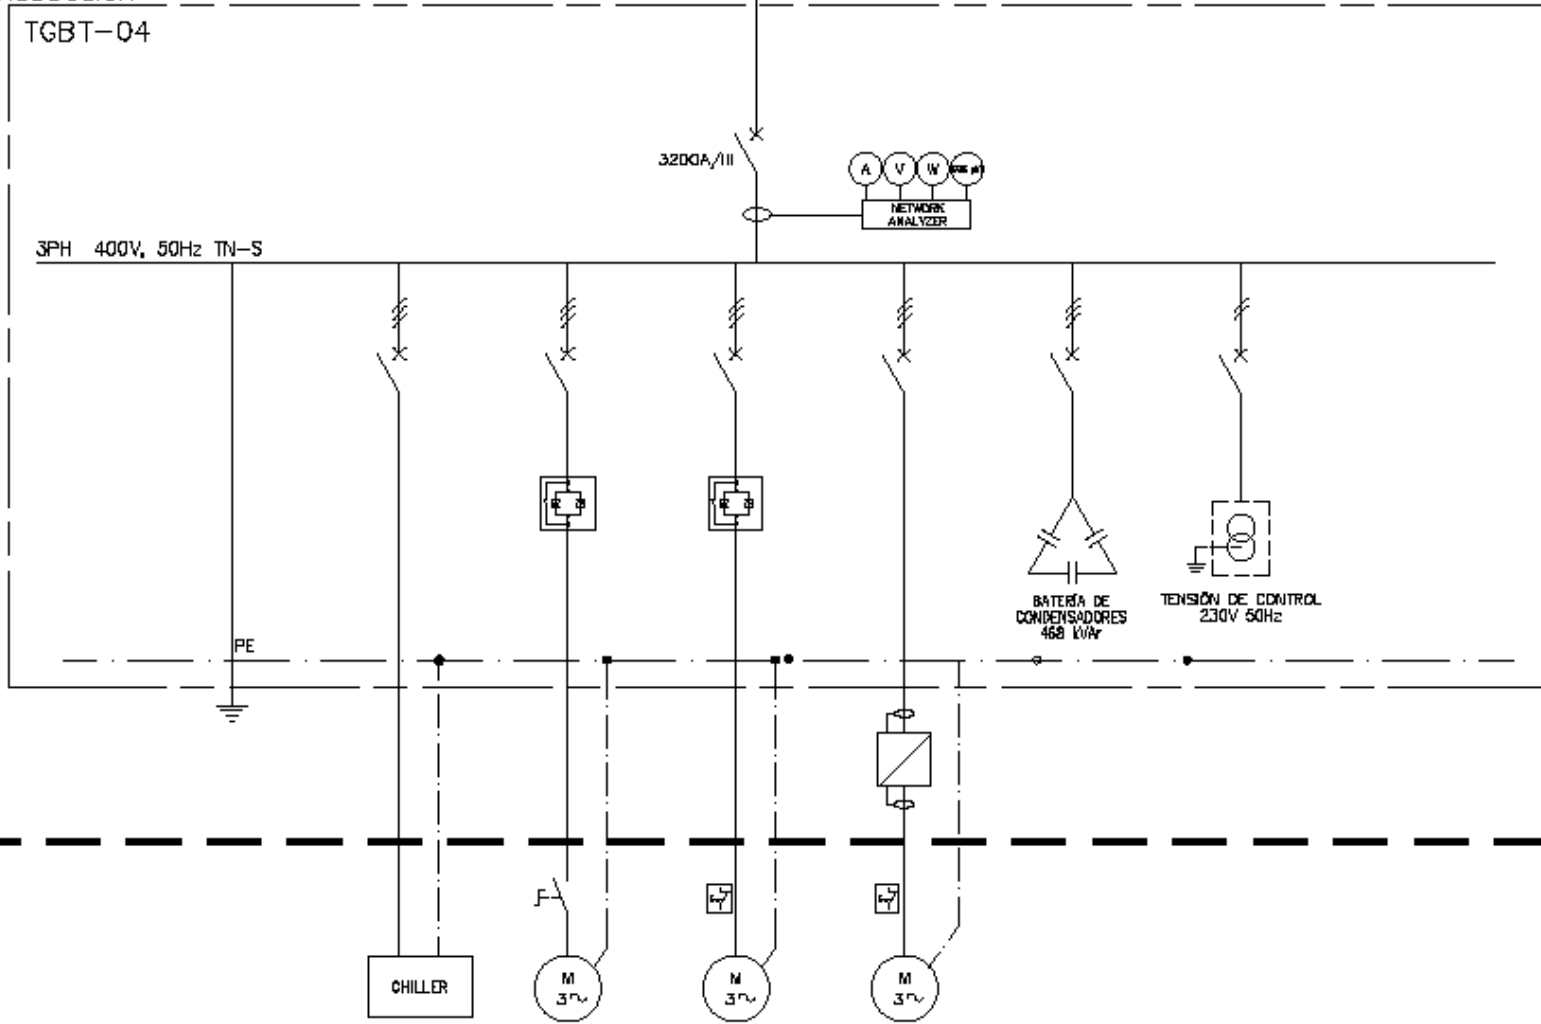 TGBT-04
3200A/III
A V W
NETWORK
ANALYZER
3PH 400V, 50Hz TN-S
BATERÍA DE
CONDENSADORES
468 kVAr
TENSIÓN DE CONTROL
230V 50Hz
PE
CHILLER
M
3~
M
3~
M
3~